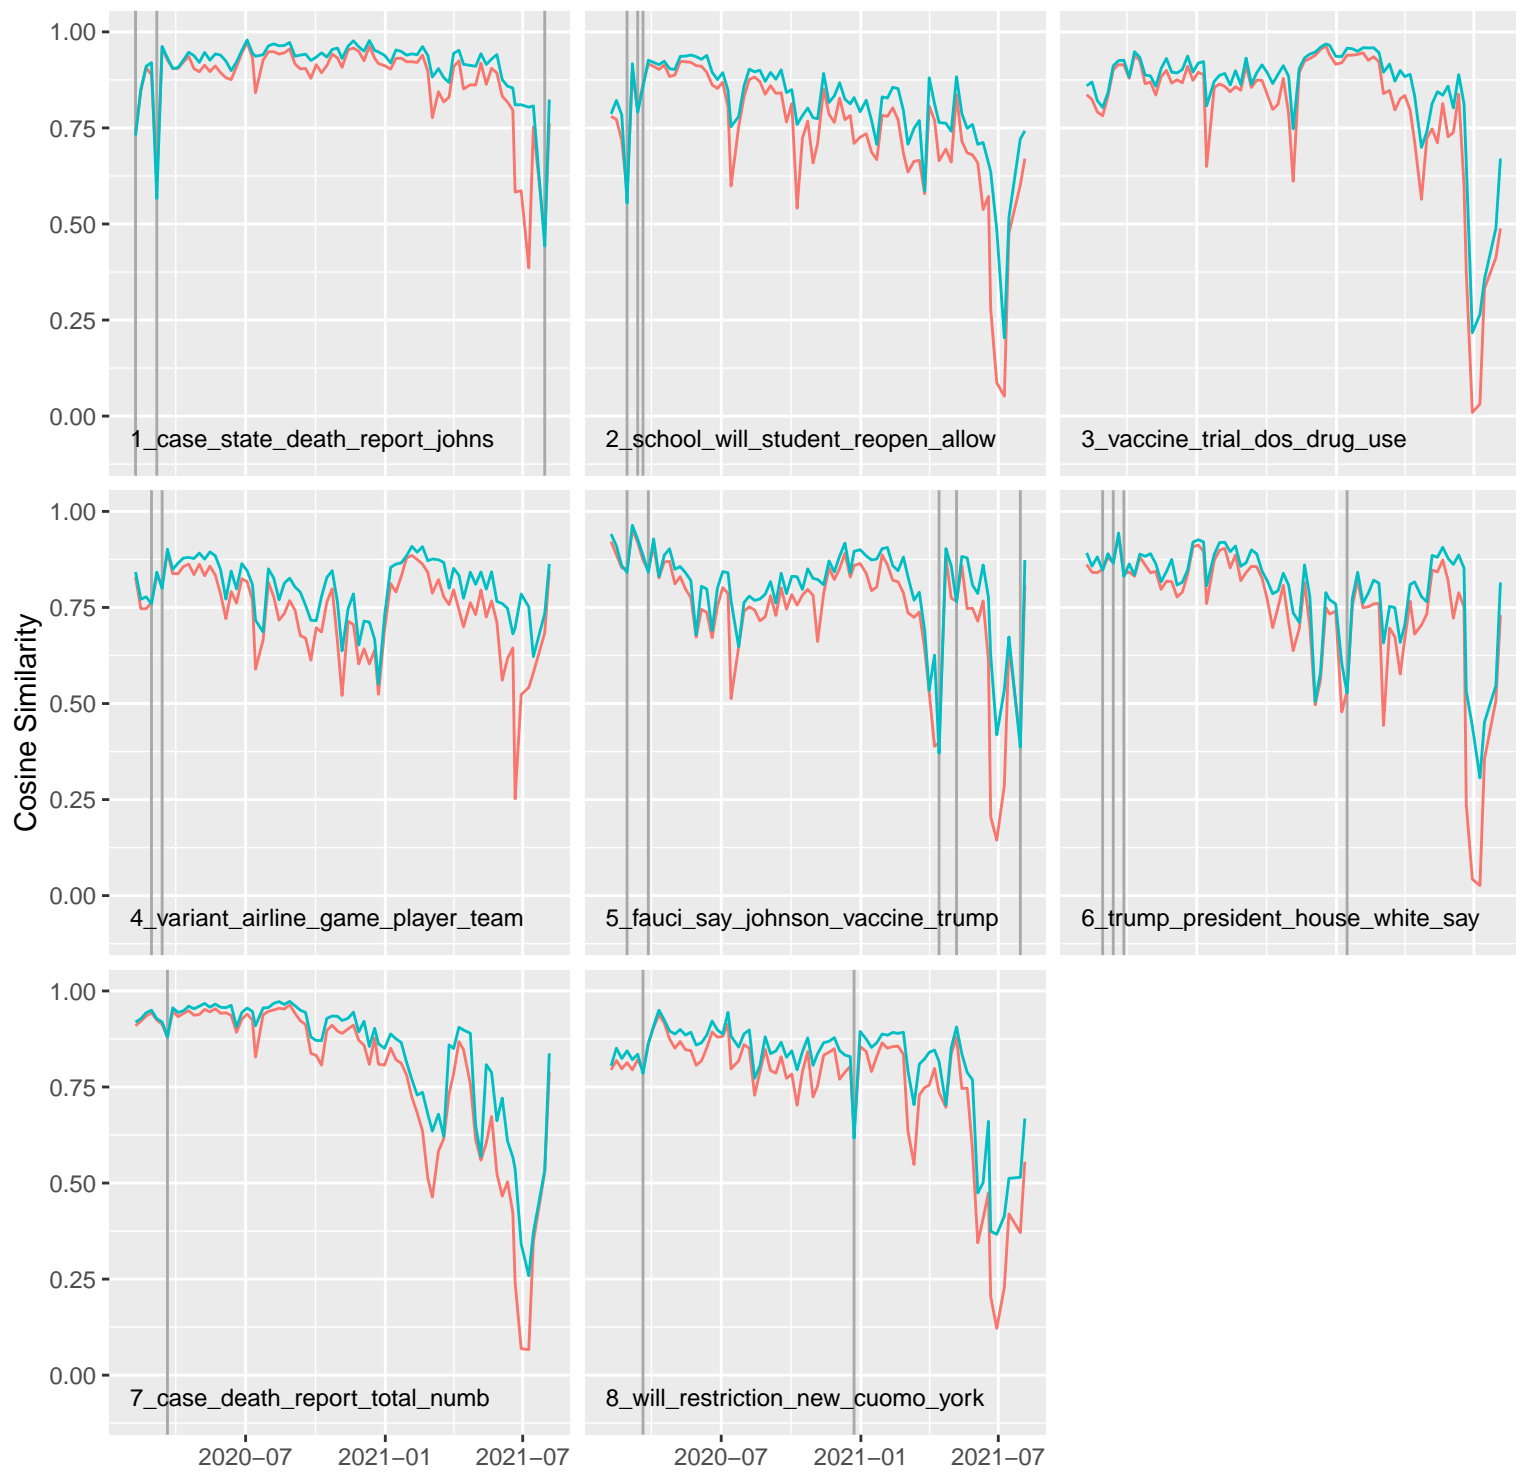 1.00
0.75
0.50
0.25
0.00
1_case_state_death_report_johns
2_school_will_student_reopen_allow
3_vaccine_trial_dos_drug_use
Cosine Similarity
1.00
0.75
0.50
0.25
0.00
4_variant_airline_game_player_team
5_fauci_say_johnson_vaccine_trump
6_trump_president_house_white_say
1.00
0.75
0.50
0.25
0.00
7_case_death_report_total_numb
8_will_restriction_new_cuomo_york
2020−07 2021−01 2021−07
2020−07 2021−01 2021−07